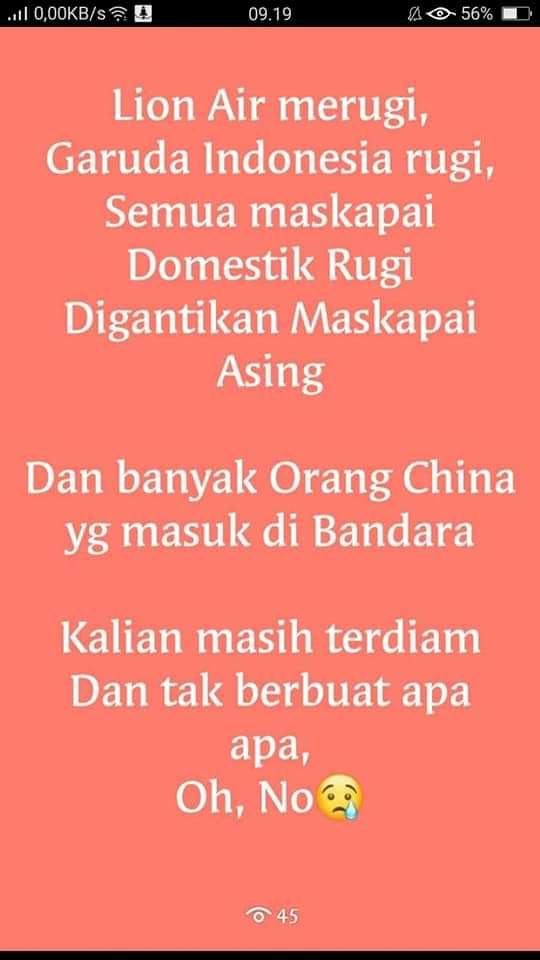 0,00KB/s 09.19 56%
Lion Air merugi,
Garuda Indonesia rugi,
Semua maskapai
Domestik Rugi
Digantikan Maskapai
Asing
Dan banyak Orang China
yg masuk di Bandara
Kalian masih terdiam
Dan tak berbuat apa
apa,
Oh, No😢
45